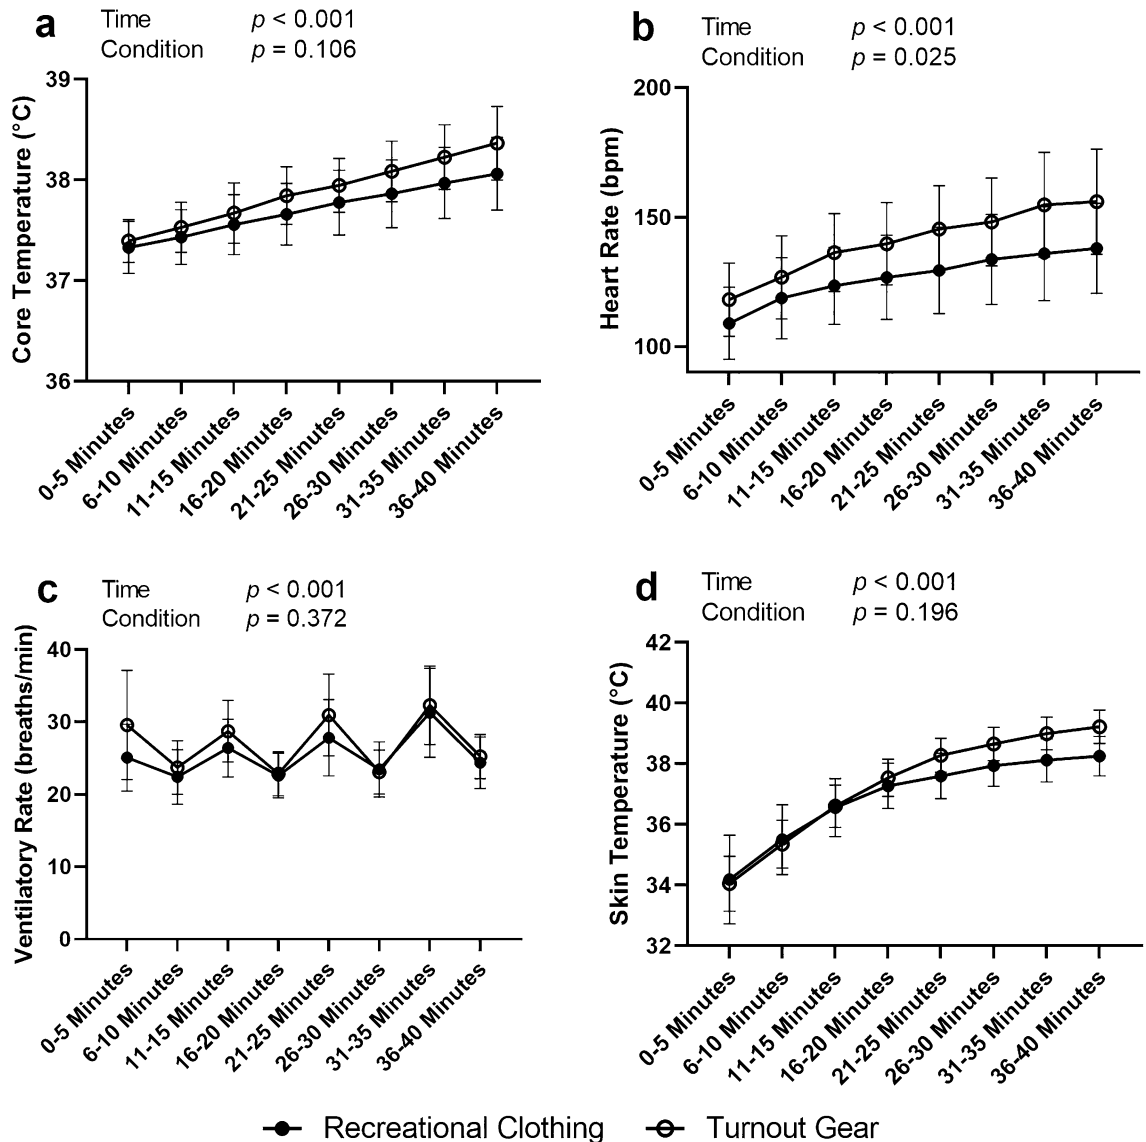 a
Time p < 0.001
Condition p = 0.106
Core Temperature (°C)
39
38
37
36
0-5 Minutes
6-10 Minutes
11-15 Minutes
16-20 Minutes
21-25 Minutes
26-30 Minutes
31-35 Minutes
36-40 Minutes
b
Time p < 0.001
Condition p = 0.025
Heart Rate (bpm)
200
150
100
0-5 Minutes
6-10 Minutes
11-15 Minutes
16-20 Minutes
21-25 Minutes
26-30 Minutes
31-35 Minutes
36-40 Minutes
c
Time p < 0.001
Condition p = 0.372
Ventilatory Rate (breaths/min)
40
30
20
10
0
0-5 Minutes
6-10 Minutes
11-15 Minutes
16-20 Minutes
21-25 Minutes
26-30 Minutes
31-35 Minutes
36-40 Minutes
d
Time p < 0.001
Condition p = 0.196
Skin Temperature (°C)
42
40
38
36
34
32
0-5 Minutes
6-10 Minutes
11-15 Minutes
16-20 Minutes
21-25 Minutes
26-30 Minutes
31-35 Minutes
36-40 Minutes
Recreational Clothing
Turnout Gear